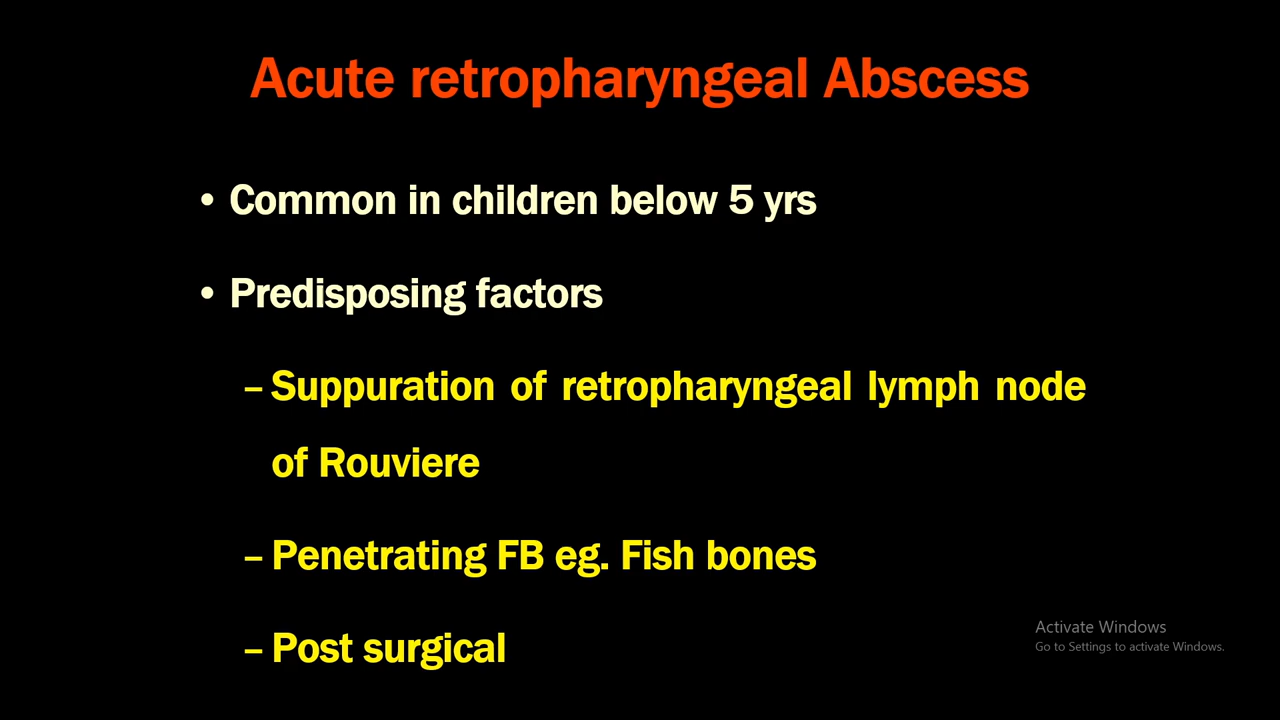 Acute retropharyngeal Abscess
• Common in children below 5 yrs
• Predisposing factors
– Suppuration of retropharyngeal lymph node
of Rouviere
– Penetrating FB eg. Fish bones
– Post surgical
Activate Windows
Go to Settings to activate Windows.